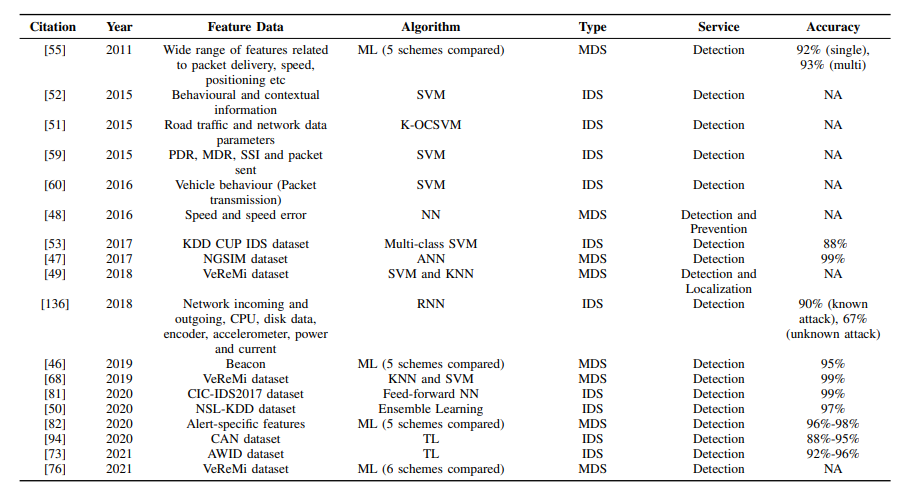 Citation Year Feature Data Algorithm Type Service Accuracy
[55] 2011 Wide range of features related ML (5 schemes compared) MDS Detection 92% (single),
to packet delivery, speed, 93% (multi)
positioning etc
[52] 2015 Behavioural and contextual SVM IDS Detection NA
information
[51] 2015 Road traffic and network data K-OCSVM IDS Detection NA
parameters
[59] 2015 PDR, MDR, SSI and packet SVM IDS Detection NA
sent
[60] 2016 Vehicle behaviour (Packet SVM IDS Detection NA
transmission)
[48] 2016 Speed and speed error NN MDS Detection and NA
Prevention
[53] 2017 KDD CUP IDS dataset Multi-class SVM IDS Detection 88%
[47] 2017 NGSIM dataset ANN MDS Detection 99%
[49] 2018 VeReMi dataset SVM and KNN MDS Detection and NA
Localization
[136] 2018 Network incoming and RNN IDS Detection 90% (known
outgoing, CPU, disk data, attack), 67%
encoder, accelerometer, power (unknown attack)
and current
[46] 2019 Beacon ML (5 schemes compared) MDS Detection 95%
[68] 2019 VeReMi dataset KNN and SVM MDS Detection 99%
[81] 2020 CIC-IDS2017 dataset Feed-forward NN IDS Detection 99%
[50] 2020 NSL-KDD dataset Ensemble Learning IDS Detection 97%
[82] 2020 Alert-specific features ML (5 schemes compared) MDS Detection 96%-98%
[94] 2020 CAN dataset TL IDS Detection 88%-95%
[73] 2021 AWID dataset TL IDS Detection 92%-96%
[76] 2021 VeReMi dataset ML (6 schemes compared) MDS Detection NA